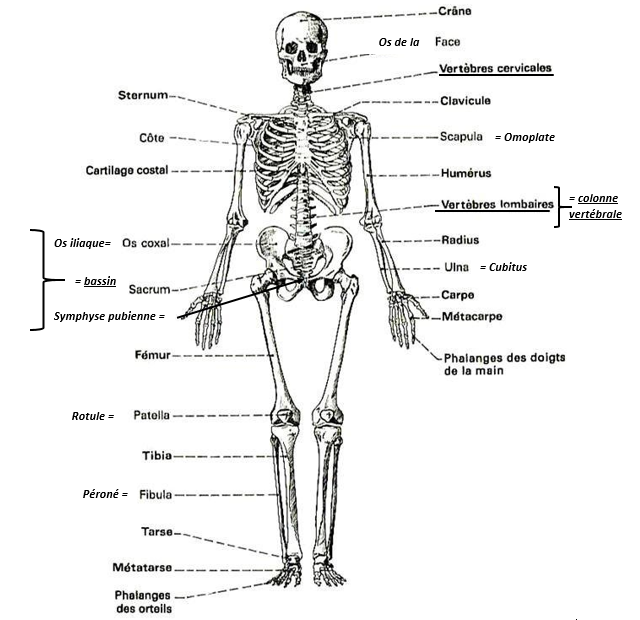 Crâne
Os de la Face
Vertèbres cervicales
Sternum
Clavicule
Côte
Scapula = Omoplate
Cartilage costal
Humérus
Vertèbres lombaires
= colonne
vertébrale
Os iliaque= Os coxal
Radius
= bassin
Ulna = Cubitus
Sacrum
Carpe
Symphyse pubienne =
Métacarpe
Fémur
Phalanges des doigts
de la main
Rotule = Patella
Tibia
Péroné = Fibula
Tarse
Métatarse
Phalanges
des orteils